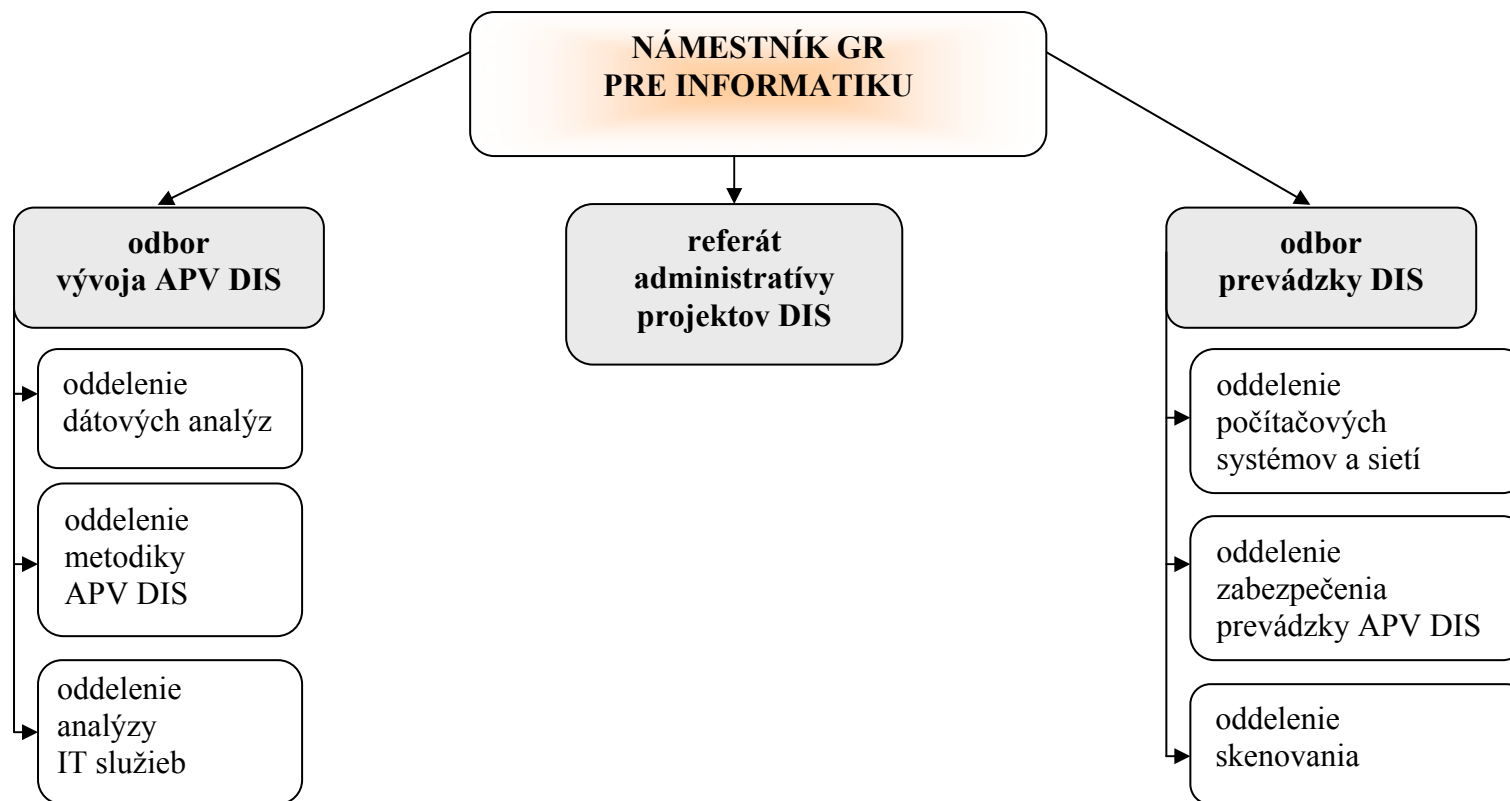 NÁMESTNÍK GR
PRE INFORMATIKU
odbor
vývoja APV DIS
oddelenie
dátových analýz
oddelenie
metodiky
APV DIS
oddelenie
analýzy
IT služieb
referát
administratívy
projektov DIS
odbor
prevádzky DIS
oddelenie
počítačových
systémov a sietí
oddelenie
zabezpečenia
prevádzky APV DIS
oddelenie
skenovania